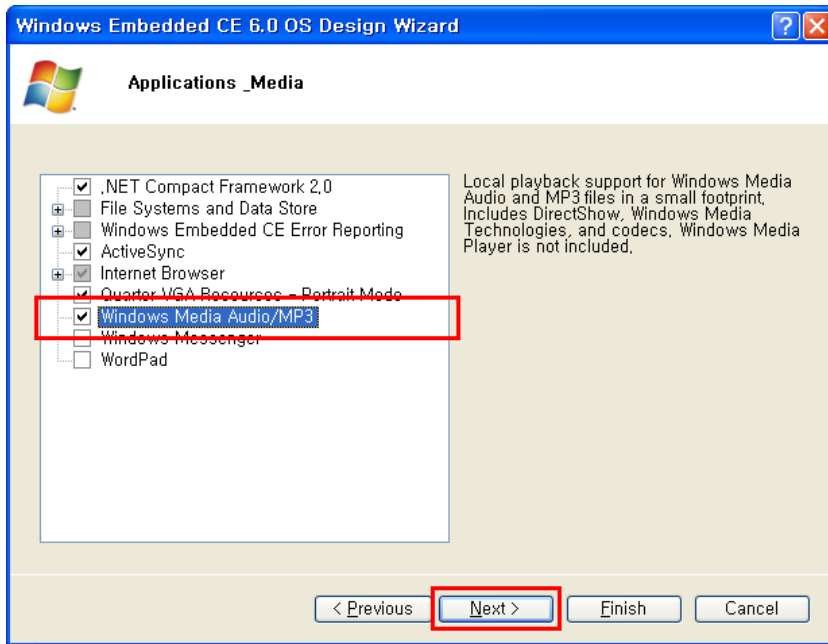 Windows Embedded CE 6.0 OS Design Wizard
Applications _Media
.NET Compact Framework 2.0
File Systems and Data Store
Windows Embedded CE Error Reporting
ActiveSync
Internet Browser
Quarter VGA Resources - Portrait Mode
Windows Media Audio/MP3
Windows Messenger
WordPad
Local playback support for Windows Media
Audio and MP3 files in a small footprint.
Includes DirectShow, Windows Media
Technologies, and codecs. Windows Media
Player is not included.
< Previous
Next >
Finish
Cancel